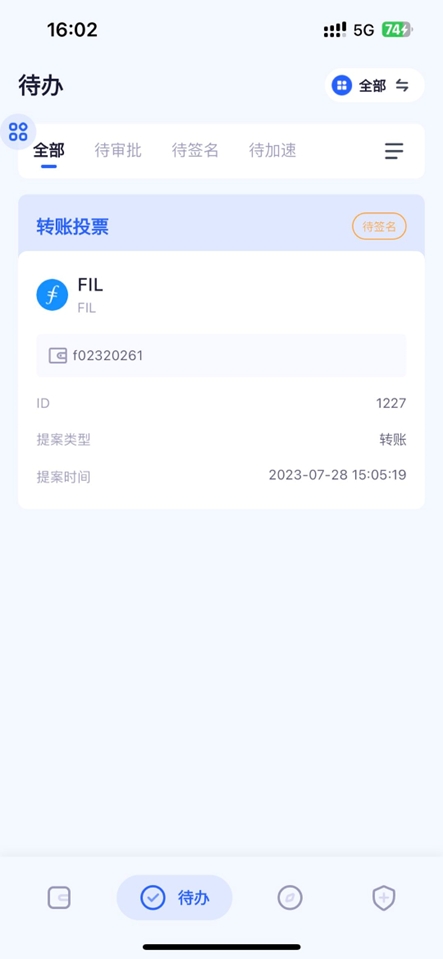 16:02
5G
74
待办
全部
全部
待审批
待签名
待加速
转账投票
待签名
FIL
FIL
f02320261
ID
1227
提案类型
转账
提案时间
2023-07-28 15:05:19
待办